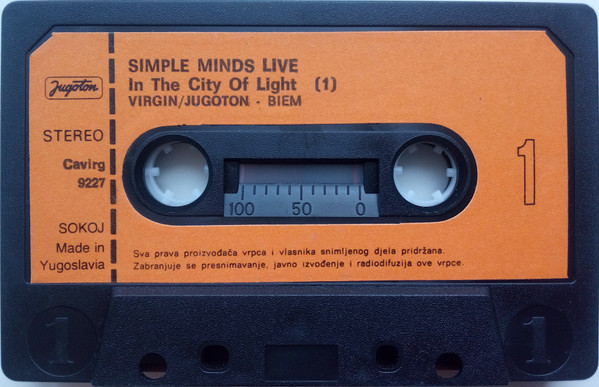 SIMPLE MINDS LIVE
In The City Of Light (1)
VIRGIN/JUGOTON - BIEM
Jugoton
STEREO
Cavirg
9227
SOKOJ
Made in
Yugoslavia
1
100 50 0
Sva prava proizvođača vrpca i vlasnika snimljenog djela pridržana.
Zabranjuje se presnimavanje, javno izvođenje i radiodifuzija ove vrpce.
1
1